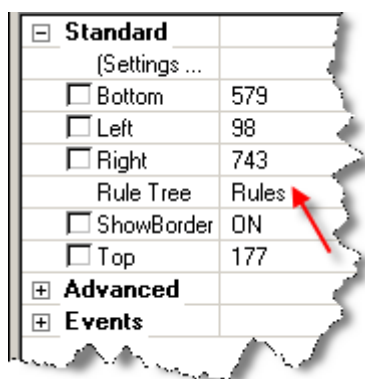 Standard
(Settings ...
Bottom 579
Left 98
Right 743
Rule Tree Rules
ShowBorder ON
Top 177
Advanced
Events